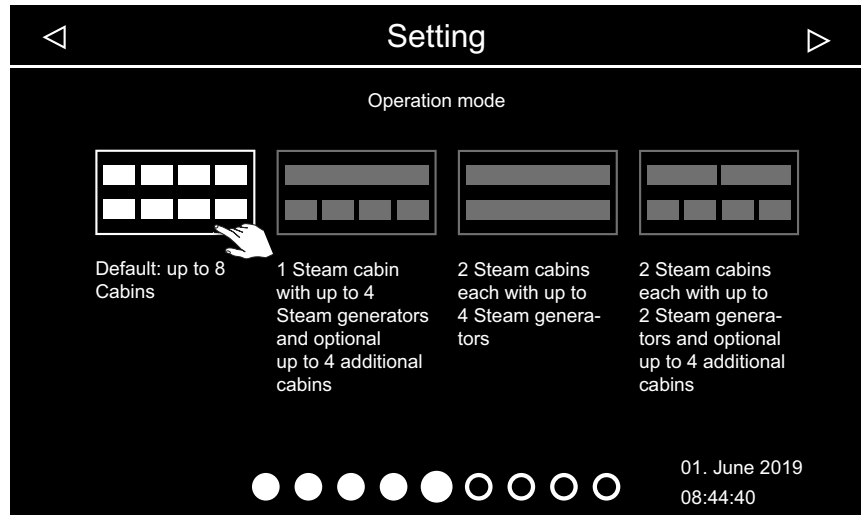 Setting
Operation mode
Default: up to 8
Cabins
1 Steam cabin
with up to 4
Steam generators
and optional
up to 4 additional
cabins
2 Steam cabins
each with up to
4 Steam genera-
tors
2 Steam cabins
each with up to
2 Steam genera-
tors and optional
up to 4 additional
cabins
01. June 2019
08:44:40